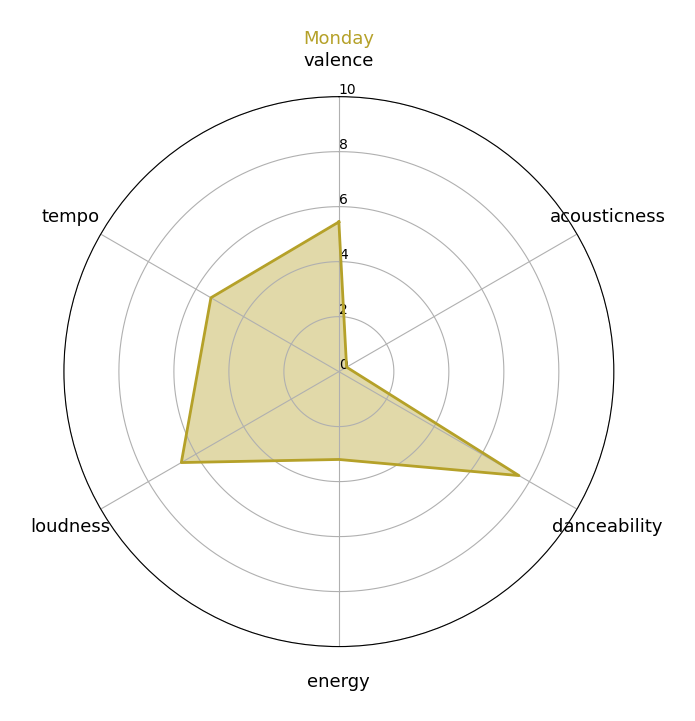 Monday
valence
10
8
6
4
2
0
tempo
acousticness
loudness
danceability
energy